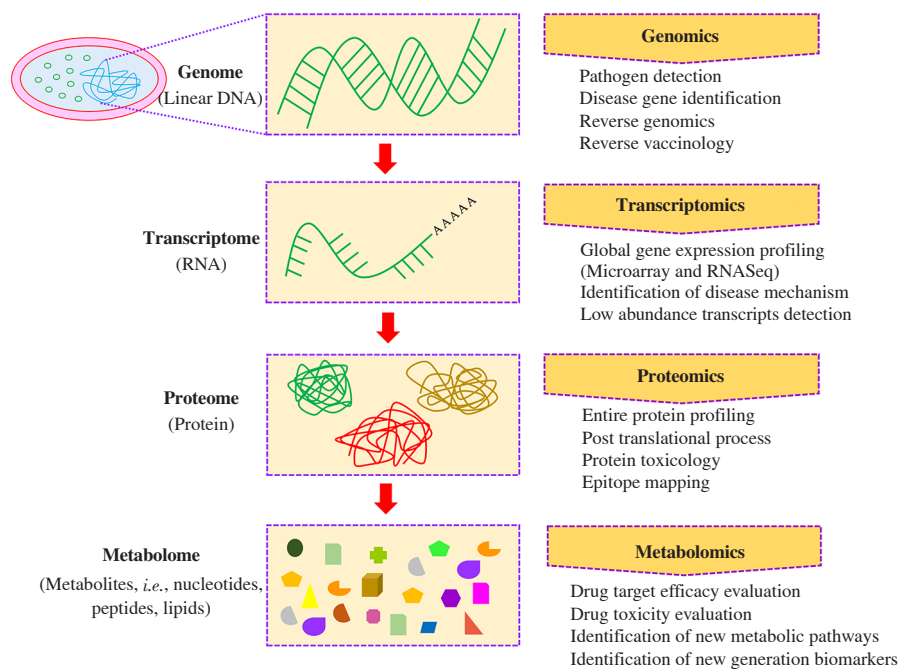 Genome
(Linear DNA)
Genomics
Pathogen detection
Disease gene identification
Reverse genomics
Reverse vaccinology
Transcriptome
(RNA)
AAAAA
Transcriptomics
Global gene expression profiling
(Microarray and RNASeq)
Identification of disease mechanism
Low abundance transcripts detection
Proteome
(Protein)
Proteomics
Entire protein profiling
Post translational process
Protein toxicology
Epitope mapping
Metabolome
(Metabolites, i.e., nucleotides,
peptides, lipids)
Metabolomics
Drug target efficacy evaluation
Drug toxicity evaluation
Identification of new metabolic pathways
Identification of new generation biomarkers